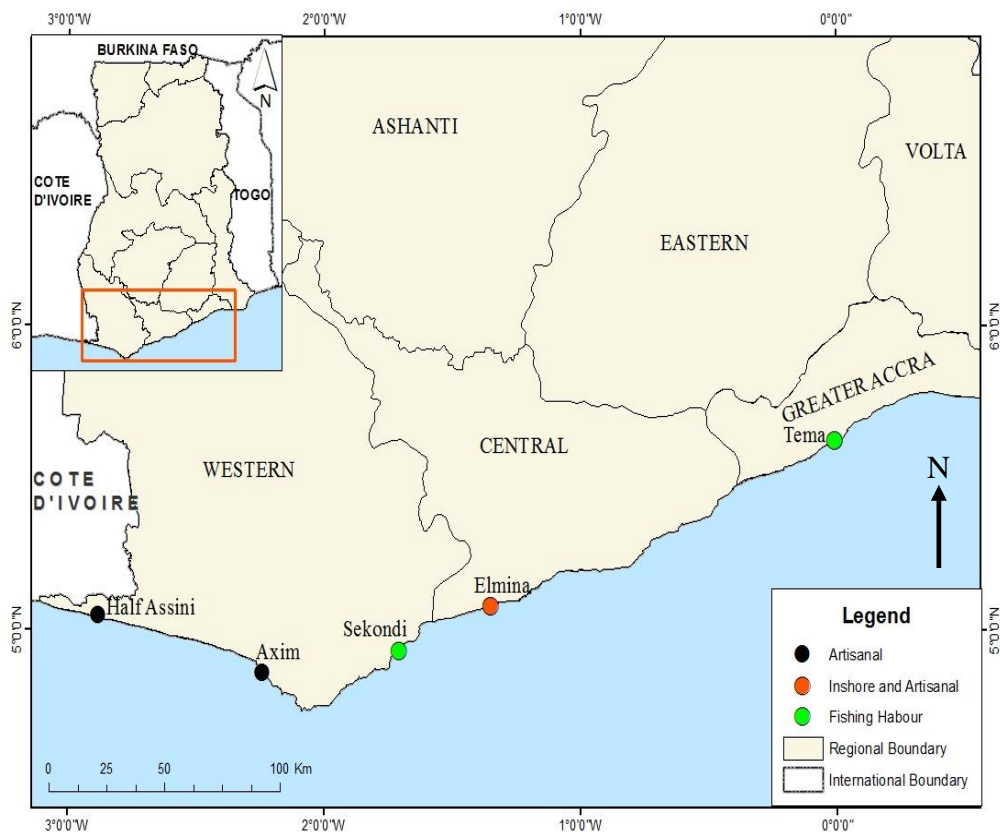 3°0'0"W
2°0'0"W
1°0'0"W
0°0'0"
BURKINA FASO
N
COTE
D'IVOIRE
TOGO
ASHANTI
VOLTA
EASTERN
6°0'0"N
6°0'0"N
GREATER ACCRA
Tema
CENTRAL
WESTERN
COTE
D'IVOIRE
N
Elmina
Half Assini
Sekondi
Axim
5°0'0"N
5°0'0"N
Legend
Artisanal
Inshore and Artisanal
Fishing Habour
Regional Boundary
International Boundary
0 25 50 100 Km
3°0'0"W
2°0'0"W
1°0'0"W
0°0'0"